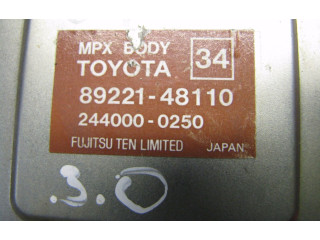 MPX BODY
TOYOTA 34
89221-48110
244000-0250
FUJITSU TEN LIMITED JAPAN
3.0